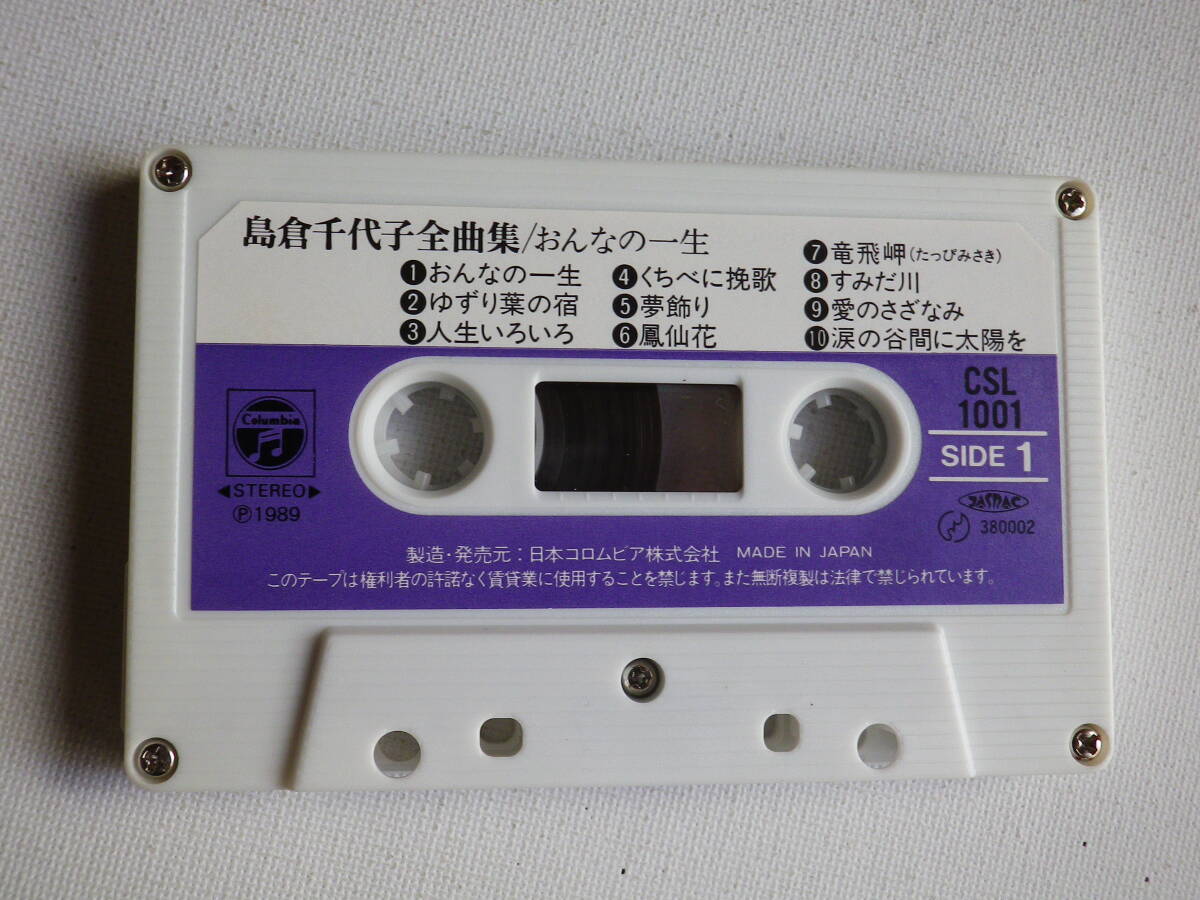 島倉千代子全曲集/おんなの一生
❶おんなの一生
❷ゆずり葉の宿
❸人生いろいろ
❹くちべに挽歌
❺夢飾り
❻鳳仙花
❼竜飛岬(たっぴみさき)
❽すみだ川
❾愛のさざなみ
❿涙の谷間に太陽を
Columbia
◀STEREO▶
Ⓟ1989
CSL
1001
SIDE 1
JASRAC
380002
製造・発売元：日本コロムビア株式会社 MADE IN JAPAN
このテープは権利者の許諾なく賃貸業に使用することを禁じます。また無断複製は法律で禁じられています。